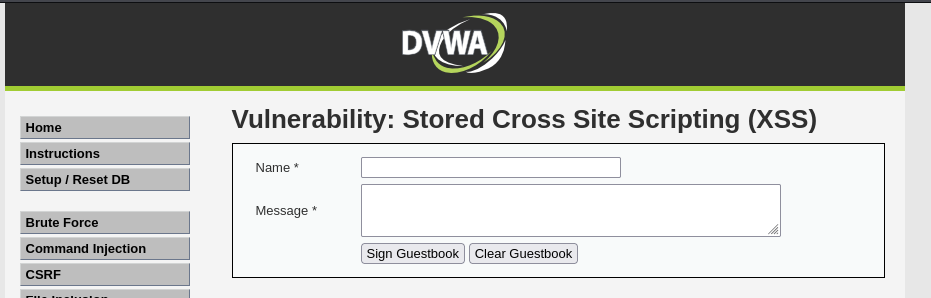 DVWA
Vulnerability: Stored Cross Site Scripting (XSS)
Home
Instructions
Setup / Reset DB
Brute Force
Command Injection
CSRF
Name *
Message *
Sign Guestbook Clear Guestbook